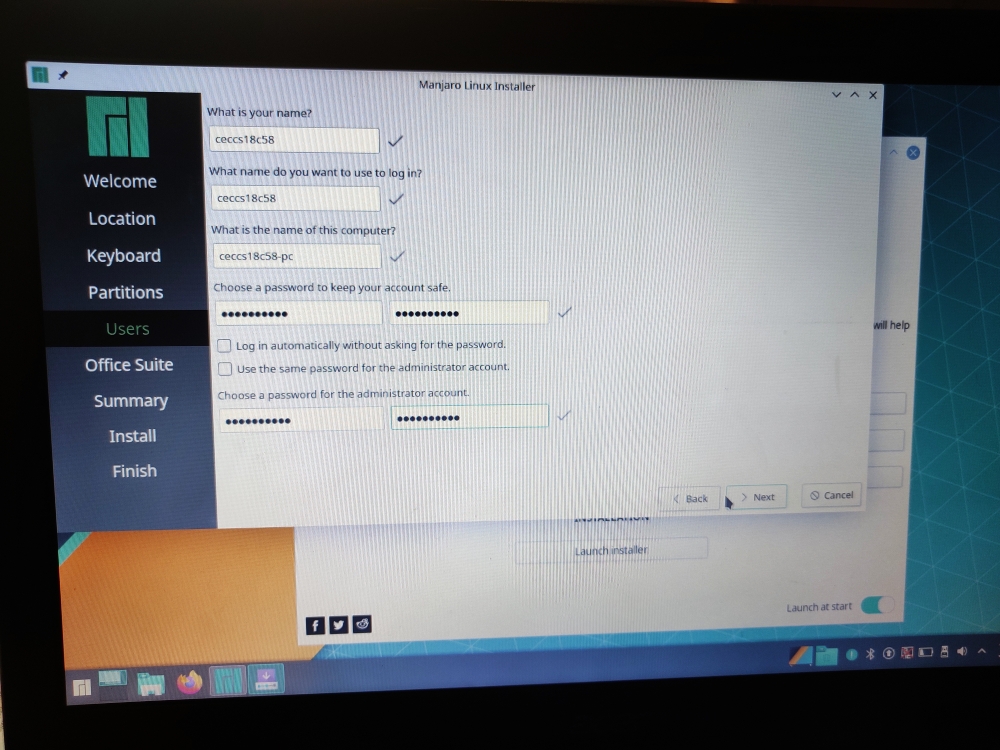 Manjaro Linux Installer
Welcome
Location
Keyboard
Partitions
Users
Office Suite
Summary
Install
Finish
What is your name?
ceccs18c58
What name do you want to use to log in?
ceccs18c58
What is the name of this computer?
ceccs18c58-pc
Choose a password to keep your account safe.
●●●●●●●●●● ●●●●●●●●●●
Log in automatically without asking for the password.
Use the same password for the administrator account.
Choose a password for the administrator account.
●●●●●●●●●● ●●●●●●●●●●
Back Next Cancel
will help
INSTALLATION
Launch installer
Launch at start